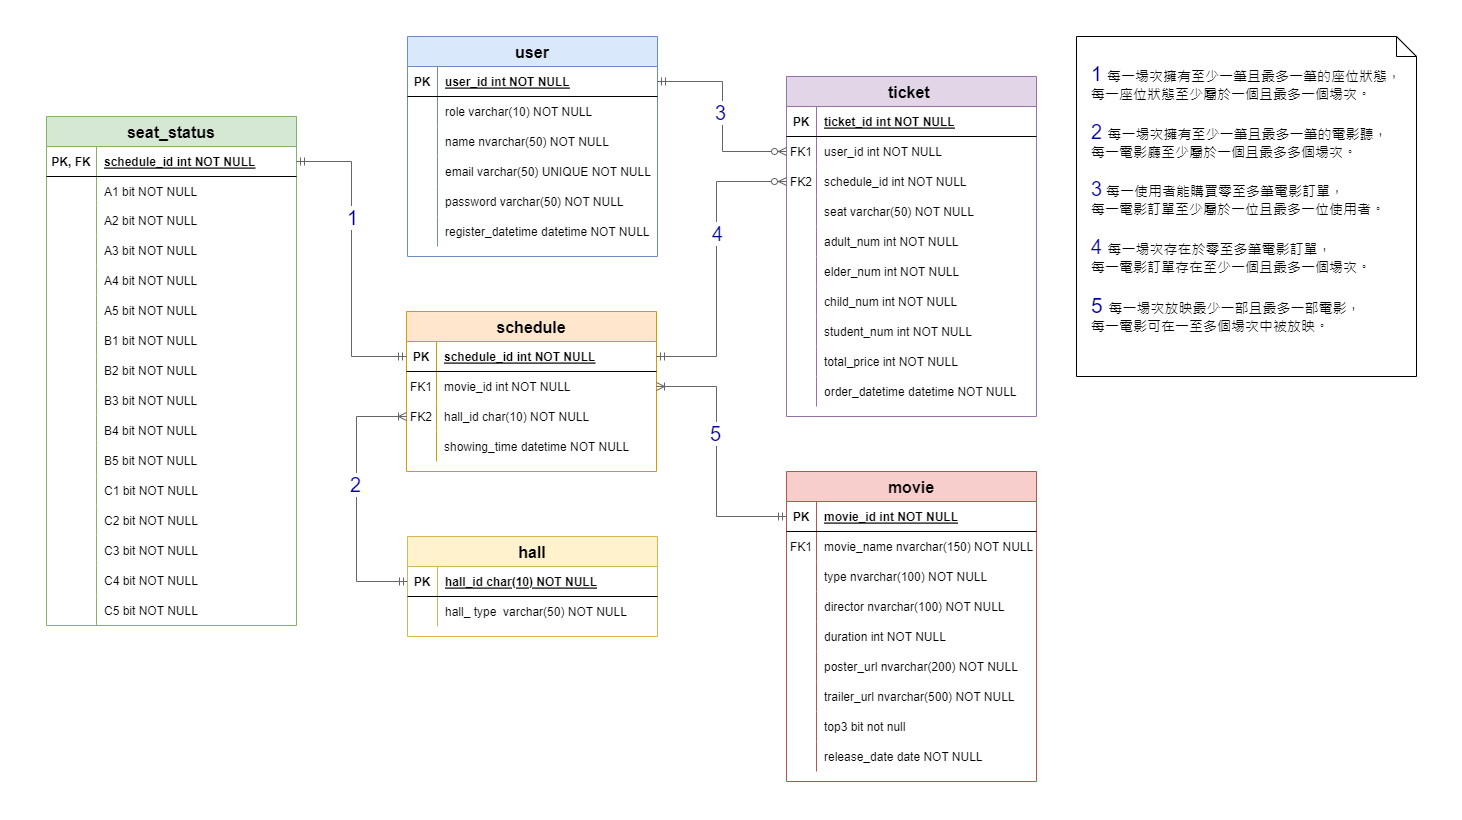 seat_status
PK, FK schedule_id int NOT NULL
A1 bit NOT NULL
A2 bit NOT NULL
A3 bit NOT NULL
A4 bit NOT NULL
A5 bit NOT NULL
B1 bit NOT NULL
B2 bit NOT NULL
B3 bit NOT NULL
B4 bit NOT NULL
B5 bit NOT NULL
C1 bit NOT NULL
C2 bit NOT NULL
C3 bit NOT NULL
C4 bit NOT NULL
C5 bit NOT NULL
1
2
user
PK user_id int NOT NULL
role varchar(10) NOT NULL
name nvarchar(50) NOT NULL
email varchar(50) UNIQUE NOT NULL
password varchar(50) NOT NULL
register_datetime datetime NOT NULL
schedule
PK schedule_id int NOT NULL
FK1 movie_id int NOT NULL
FK2 hall_id char(10) NOT NULL
showing_time datetime NOT NULL
hall
PK hall_id char(10) NOT NULL
hall_ type varchar(50) NOT NULL
3
4
5
ticket
PK ticket_id int NOT NULL
FK1 user_id int NOT NULL
FK2 schedule_id int NOT NULL
seat varchar(50) NOT NULL
adult_num int NOT NULL
elder_num int NOT NULL
child_num int NOT NULL
student_num int NOT NULL
total_price int NOT NULL
order_datetime datetime NOT NULL
movie
PK movie_id int NOT NULL
FK1 movie_name nvarchar(150) NOT NULL
type nvarchar(100) NOT NULL
director nvarchar(100) NOT NULL
duration int NOT NULL
poster_url nvarchar(200) NOT NULL
trailer_url nvarchar(500) NOT NULL
top3 bit not null
release_date date NOT NULL
1 每一場次擁有至少一筆且最多一筆的座位狀態，
每一座位狀態至少屬於一個且最多一個場次。
2 每一場次擁有至少一筆且最多一筆的電影聽，
每一電影廳至少屬於一個且最多多個場次。
3 每一使用者能購買零至多筆電影訂單，
每一電影訂單至少屬於一位且最多一位使用者。
4 每一場次存在於零至多筆電影訂單，
每一電影訂單存在至少一個且最多一個場次。
5 每一場次放映最少一部且最多一部電影，
每一電影可在一至多個場次中被放映。